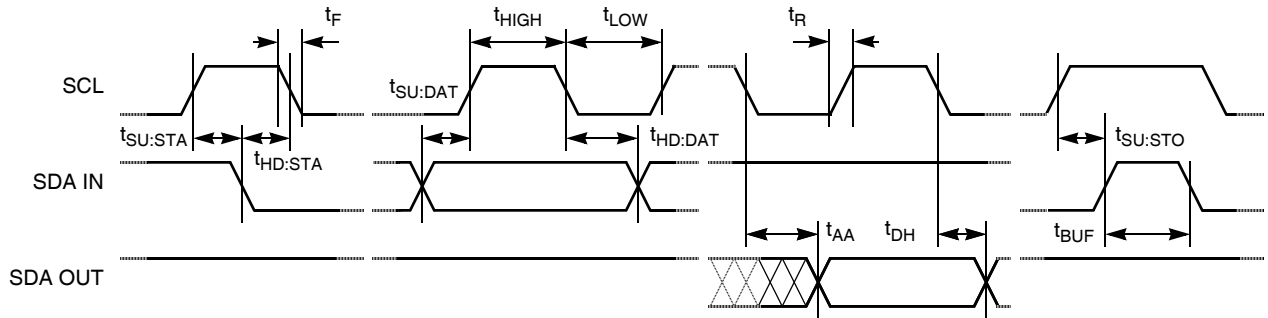 tF
tHIGH
tLOW
tR
SCL
tSU:DAT
tSU:STA
tHD:STA
tHD:DAT
tSU:STO
SDA IN
tAA
tDH
tBUF
SDA OUT